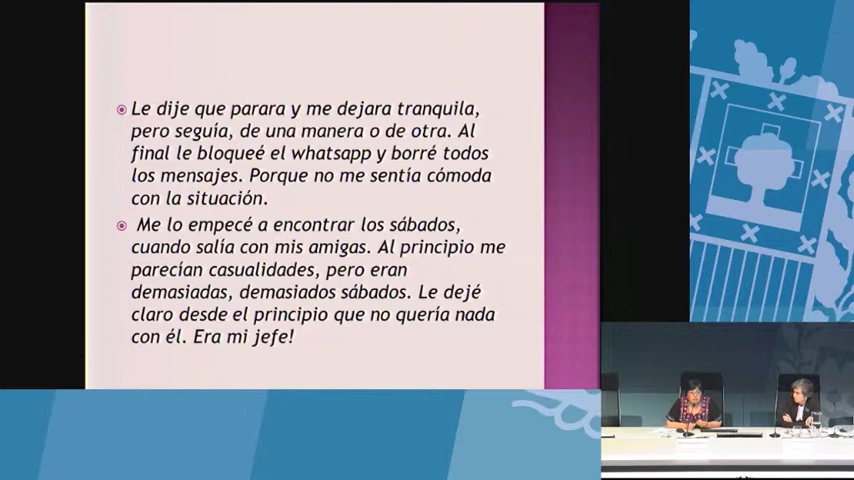 Le dije que parara y me dejara tranquila,
pero seguía, de una manera o de otra. Al
final le bloqueé el whatsapp y borré todos
los mensajes. Porque no me sentía cómoda
con la situación.
Me lo empecé a encontrar los sábados,
cuando salía con mis amigas. Al principio me
parecían casualidades, pero eran
demasiadas, demasiados sábados. Le dejé
claro desde el principio que no quería nada
con él. Era mi jefe!